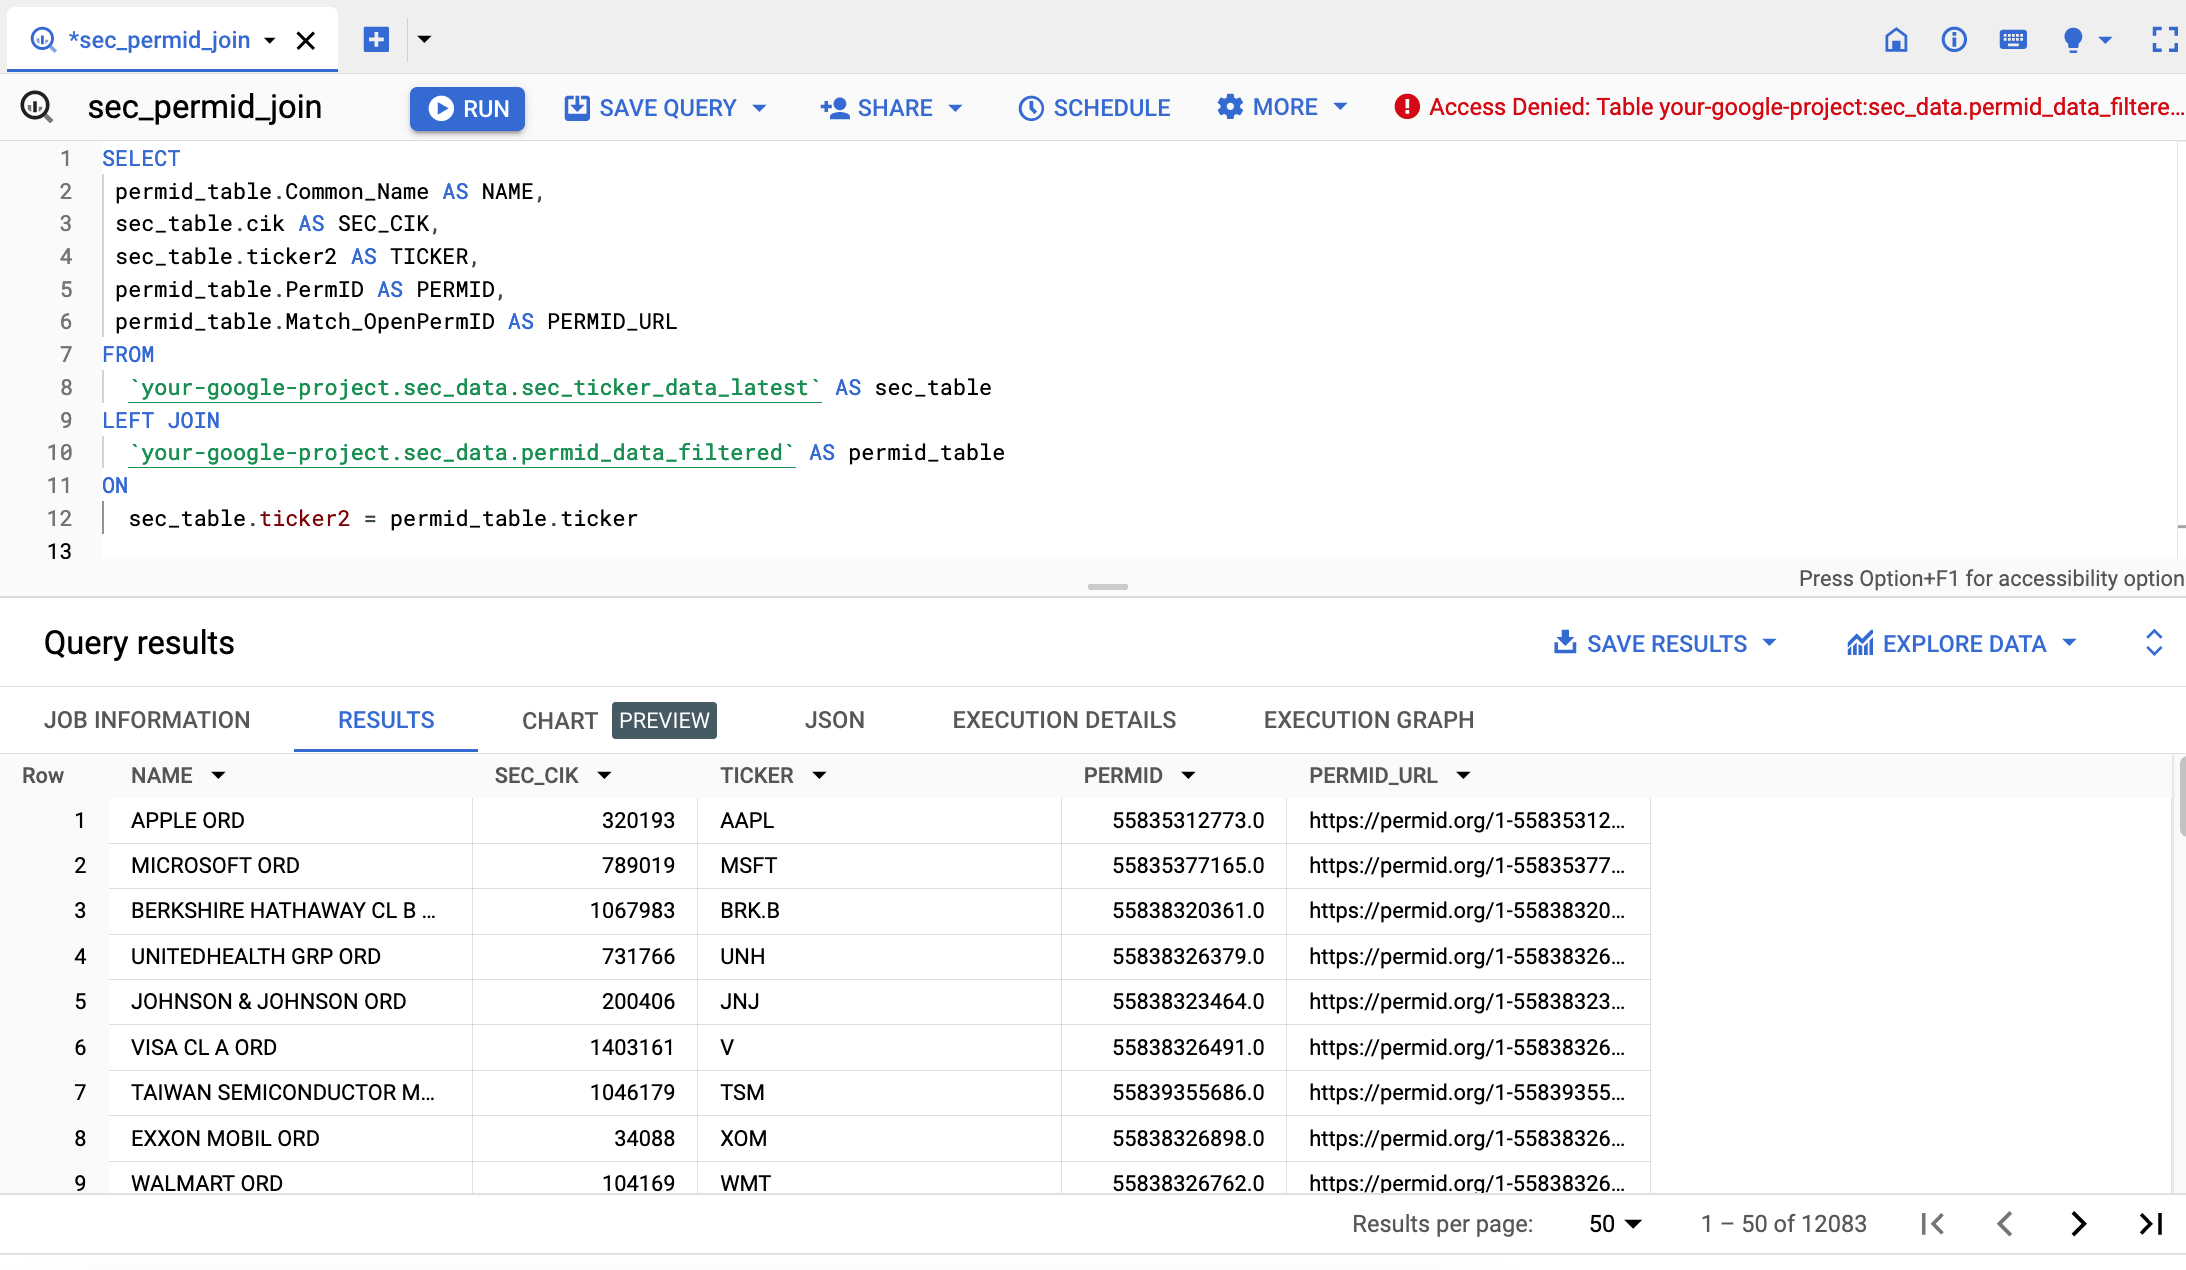 *sec_permid_join
sec_permid_join
RUN
SAVE QUERY
SHARE
SCHEDULE
MORE
Access Denied: Table your-google-project:sec_data.permid_data_filtere...
1 SELECT
2 permid_table.Common_Name AS NAME,
3 sec_table.cik AS SEC_CIK,
4 sec_table.ticker2 AS TICKER,
5 permid_table.PermID AS PERMID,
6 permid_table.Match_OpenPermID AS PERMID_URL
7 FROM
8 `your-google-project.sec_data.sec_ticker_data_latest` AS sec_table
9 LEFT JOIN
10 `your-google-project.sec_data.permid_data_filtered` AS permid_table
11 ON
12 sec_table.ticker2 = permid_table.ticker
13
Press Option+F1 for accessibility option
Query results
SAVE RESULTS
EXPLORE DATA
JOB INFORMATION
RESULTS
CHART PREVIEW
JSON
EXECUTION DETAILS
EXECUTION GRAPH
Row NAME SEC_CIK TICKER PERMID PERMID_URL
1 APPLE ORD 320193 AAPL 55835312773.0 https://permid.org/1-55835312...
2 MICROSOFT ORD 789019 MSFT 55835377165.0 https://permid.org/1-55835377...
3 BERKSHIRE HATHAWAY CL B ... 1067983 BRK.B 55838320361.0 https://permid.org/1-55838320...
4 UNITEDHEALTH GRP ORD 731766 UNH 55838326379.0 https://permid.org/1-55838326...
5 JOHNSON & JOHNSON ORD 200406 JNJ 55838323464.0 https://permid.org/1-55838323...
6 VISA CL A ORD 1403161 V 55838326491.0 https://permid.org/1-55838326...
7 TAIWAN SEMICONDUCTOR M... 1046179 TSM 55839355686.0 https://permid.org/1-55839355...
8 EXXON MOBIL ORD 34088 XOM 55838326898.0 https://permid.org/1-55838326...
9 WALMART ORD 104169 WMT 55838326762.0 https://permid.org/1-55838326...
Results per page: 50 1 – 50 of 12083